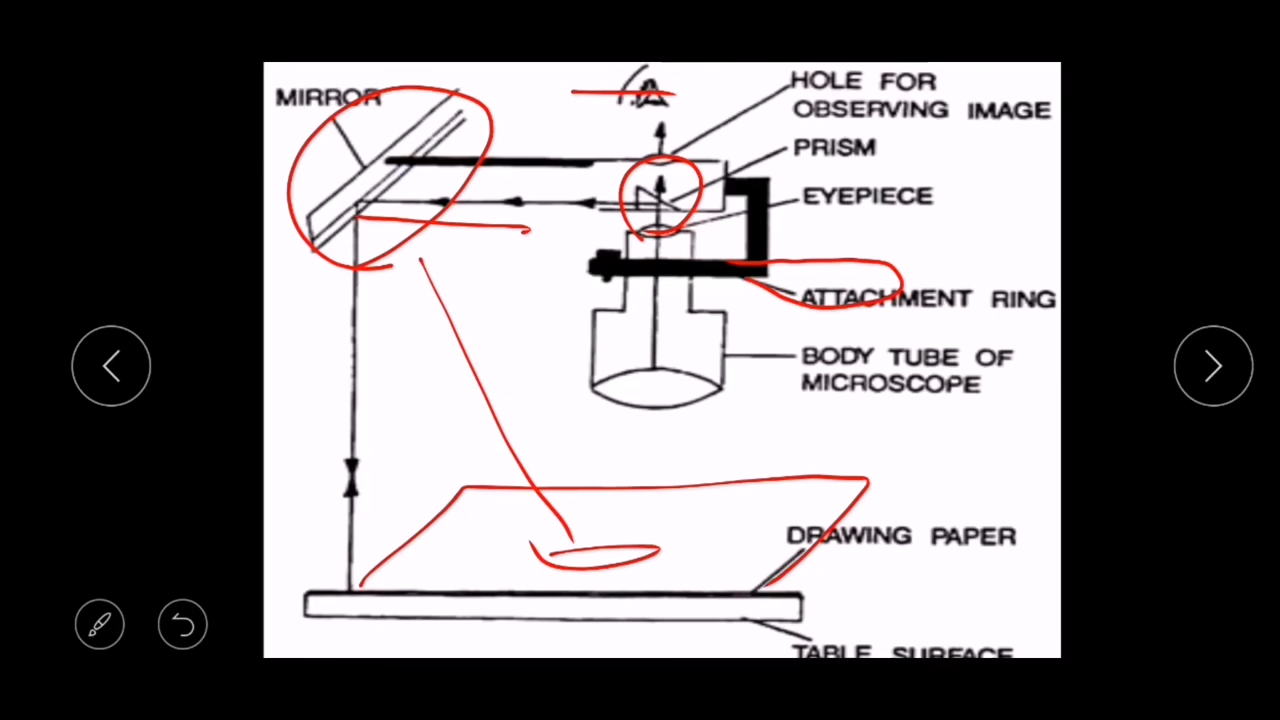 MIRROR
HOLE FOR
OBSERVING IMAGE
PRISM
EYEPIECE
ATTACHMENT RING
BODY TUBE OF
MICROSCOPE
DRAWING PAPER
TABLE SURFACE